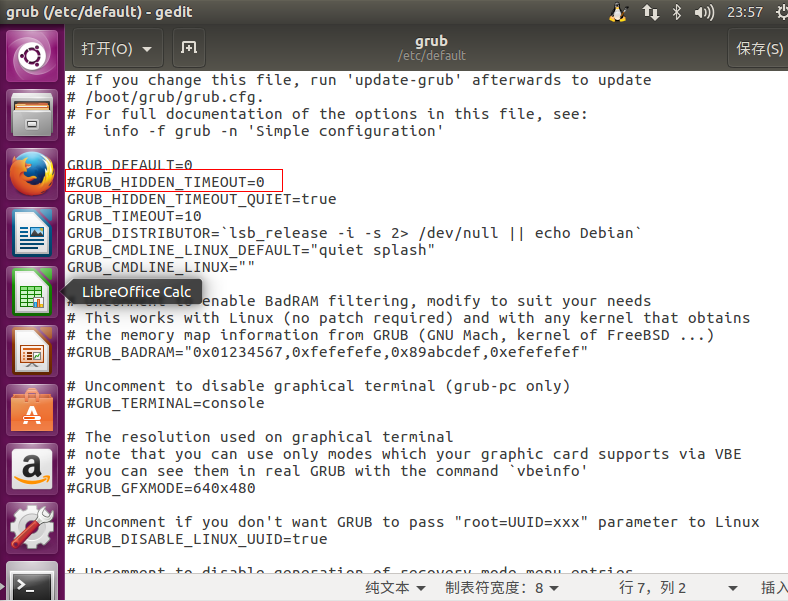 grub (/etc/default) - gedit
23:57
打开(O)
grub
/etc/default
保存(S)
# If you change this file, run 'update-grub' afterwards to update
# /boot/grub/grub.cfg.
# For full documentation of the options in this file, see:
#   info -f grub -n 'Simple configuration'
GRUB_DEFAULT=0
#GRUB_HIDDEN_TIMEOUT=0
GRUB_HIDDEN_TIMEOUT_QUIET=true
GRUB_TIMEOUT=10
GRUB_DISTRIBUTOR=`lsb_release -i -s 2> /dev/null || echo Debian`
GRUB_CMDLINE_LINUX_DEFAULT="quiet splash"
GRUB_CMDLINE_LINUX=""
LibreOffice Calc
# Uncomment to enable BadRAM filtering, modify to suit your needs
# This works with Linux (no patch required) and with any kernel that obtains
# the memory map information from GRUB (GNU Mach, kernel of FreeBSD ...)
#GRUB_BADRAM="0x01234567,0xfefefefe,0x89abcdef,0xefefefef"
# Uncomment to disable graphical terminal (grub-pc only)
#GRUB_TERMINAL=console
# The resolution used on graphical terminal
# note that you can use only modes which your graphic card supports via VBE
# you can see them in real GRUB with the command `vbeinfo'
#GRUB_GFXMODE=640x480
# Uncomment if you don't want GRUB to pass "root=UUID=xxx" parameter to Linux
#GRUB_DISABLE_LINUX_UUID=true
# Uncomment to disable generation of recovery mode menu entries
纯文本 制表符宽度：8 行 7，列 2 插入